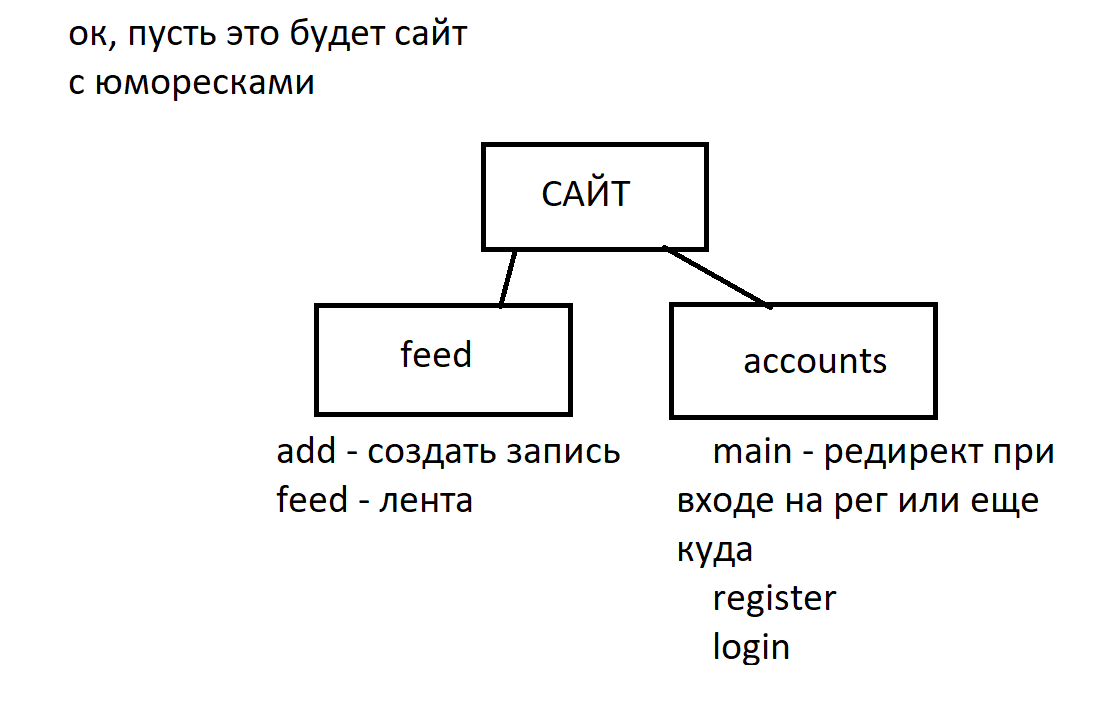 ок, пусть это будет сайт
с юморесками
САЙТ
feed
accounts
add - создать запись
feed - лента
main - редирект при
входе на рег или еще
куда
register
login